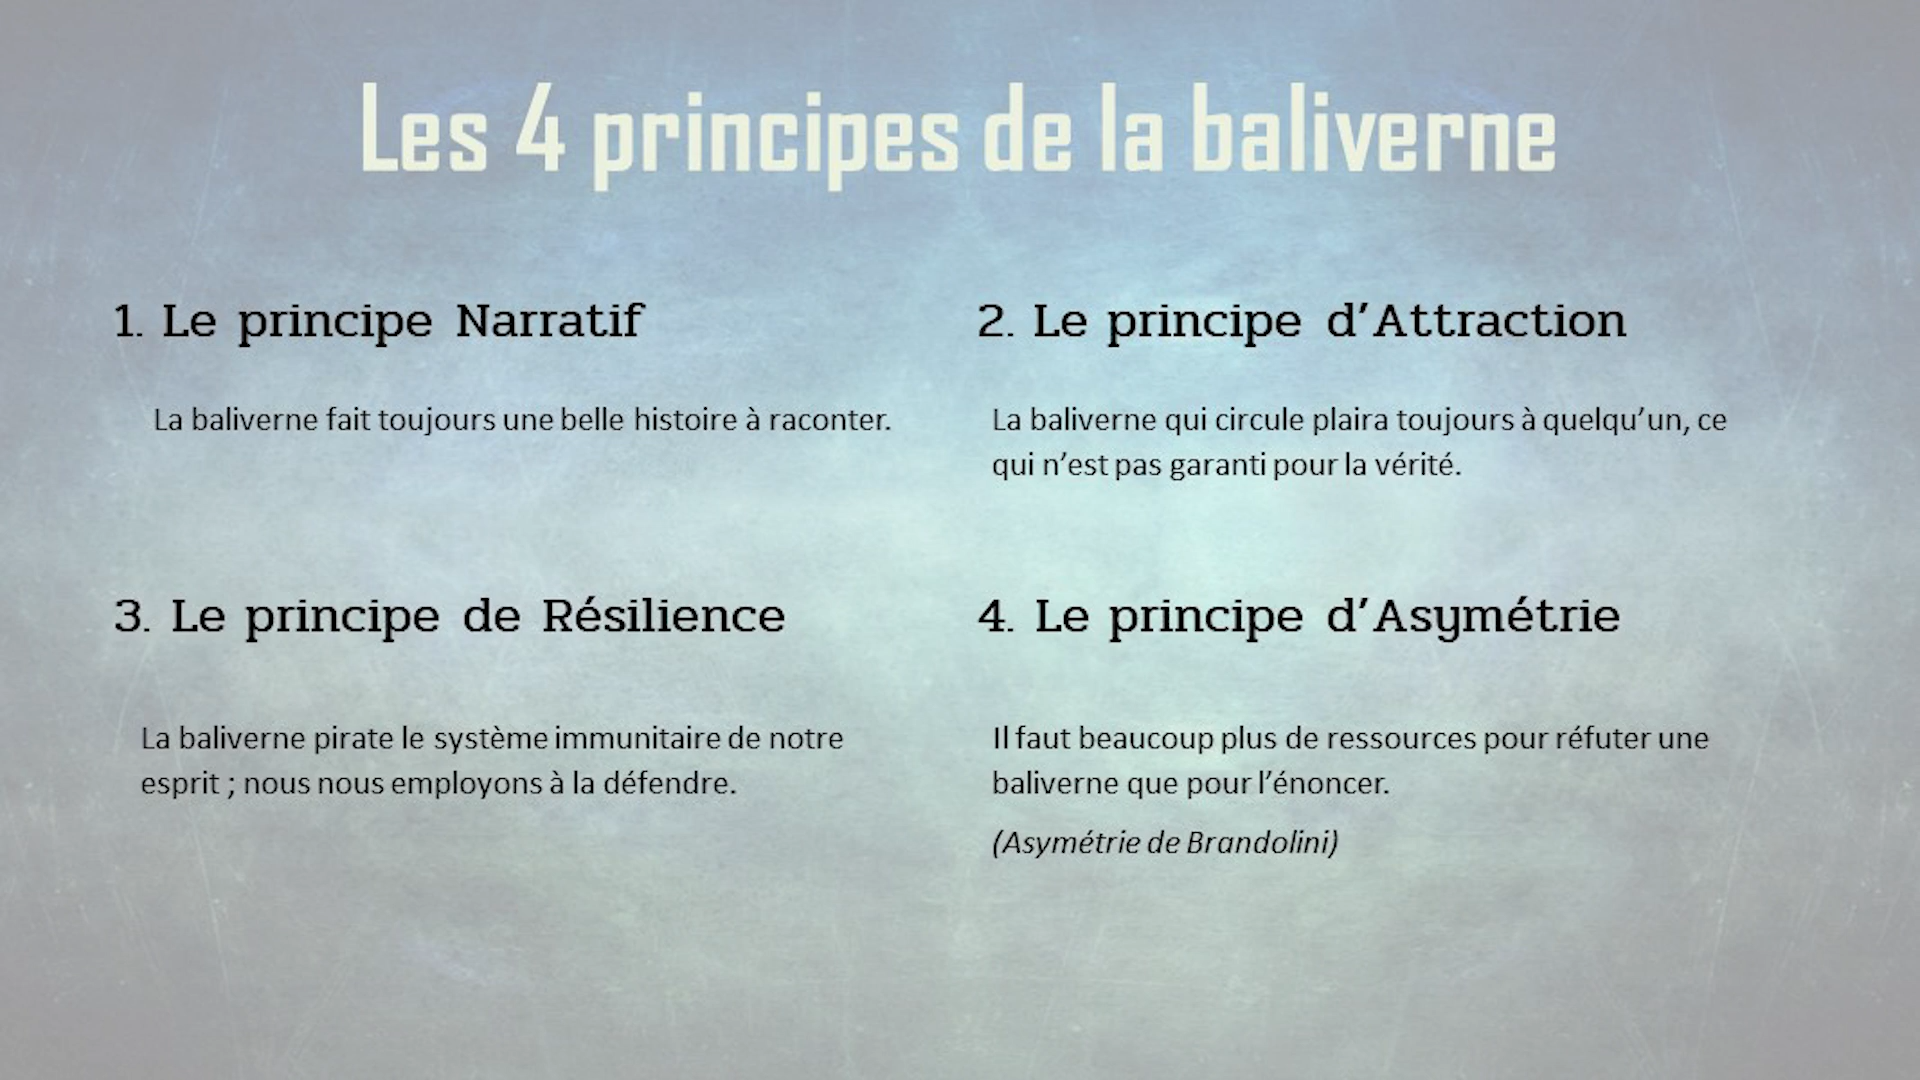 Les 4 principes de la baliverne
1. Le principe Narratif
La baliverne fait toujours une belle histoire à raconter.
2. Le principe d’Attraction
La baliverne qui circule plaira toujours à quelqu’un, ce
qui n’est pas garanti pour la vérité.
3. Le principe de Résilience
La baliverne pirate le système immunitaire de notre
esprit ; nous nous employons à la défendre.
4. Le principe d’Asymétrie
Il faut beaucoup plus de ressources pour réfuter une
baliverne que pour l’énoncer.
(Asymétrie de Brandolini)